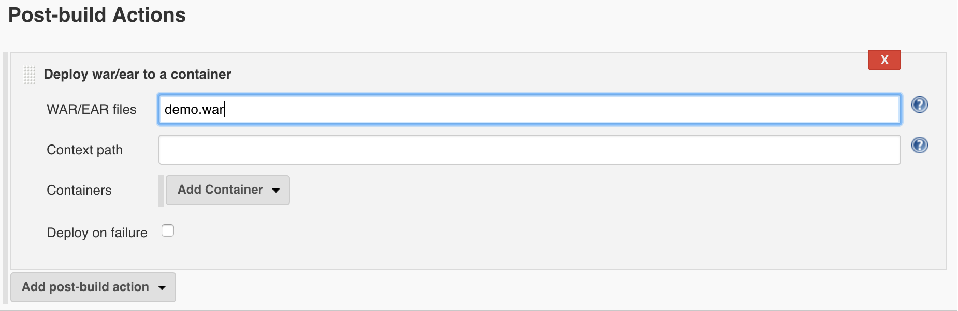 Post-build Actions
X
Deploy war/ear to a container
WAR/EAR files demo.war ?
Context path ?
Containers Add Container
Deploy on failure
Add post-build action